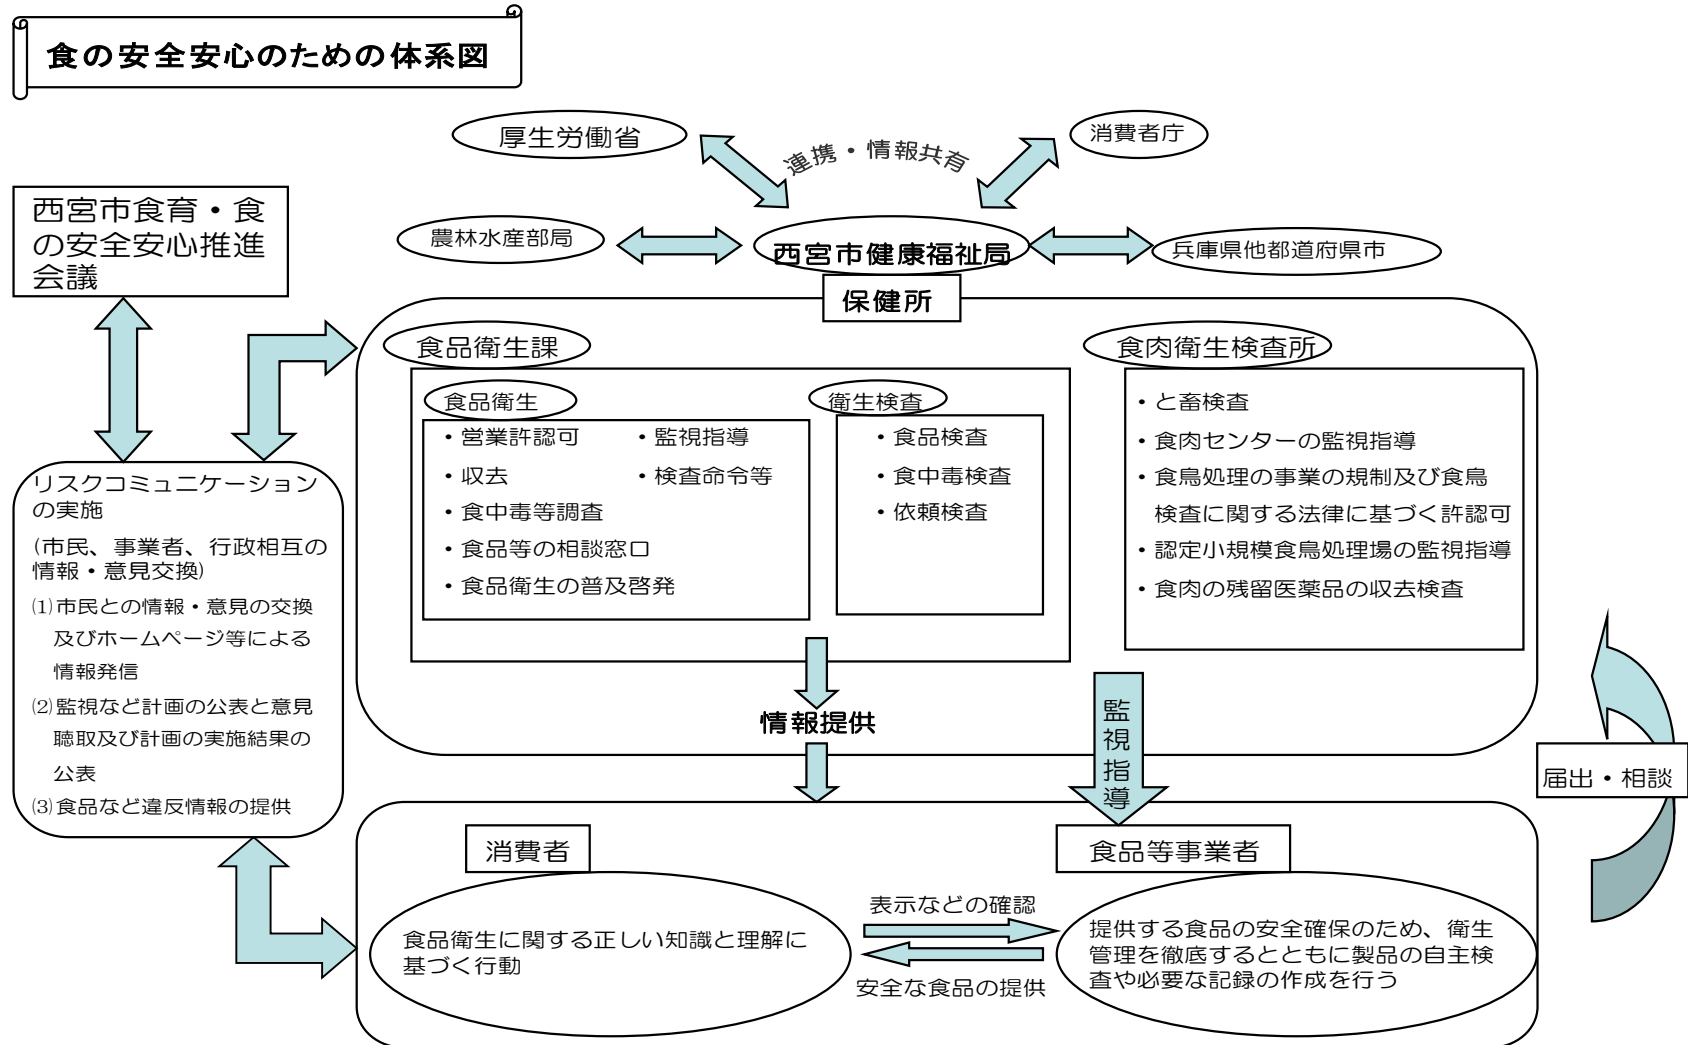 食の安全安心のための体系図
厚生労働省
消費者庁
連携・情報共有
農林水産部局
西宮市健康福祉局
兵庫県他都道府県市
西宮市食育・食
の安全安心推進
会議
保健所
食品衛生課
食肉衛生検査所
食品衛生
・営業許認可
・監視指導
・収去
・検査命令等
・食中毒等調査
・食品等の相談窓口
・食品衛生の普及啓発
衛生検査
・食品検査
・食中毒検査
・依頼検査
・と畜検査
・食肉センターの監視指導
・食鳥処理の事業の規制及び食鳥
検査に関する法律に基づく許認可
・認定小規模食鳥処理場の監視指導
・食肉の残留医薬品の収去検査
リスクコミュニケーション
の実施
(市民、事業者、行政相互の
情報・意見交換)
⑴市民との情報・意見の交換
及びホームページ等による
情報発信
⑵監視など計画の公表と意見
聴取及び計画の実施結果の
公表
⑶食品など違反情報の提供
情報提供
監視指導
届出・相談
消費者
食品等事業者
食品衛生に関する正しい知識と理解に
基づく行動
表示などの確認
安全な食品の提供
提供する食品の安全確保のため、衛生
管理を徹底するとともに製品の自主検
査や必要な記録の作成を行う